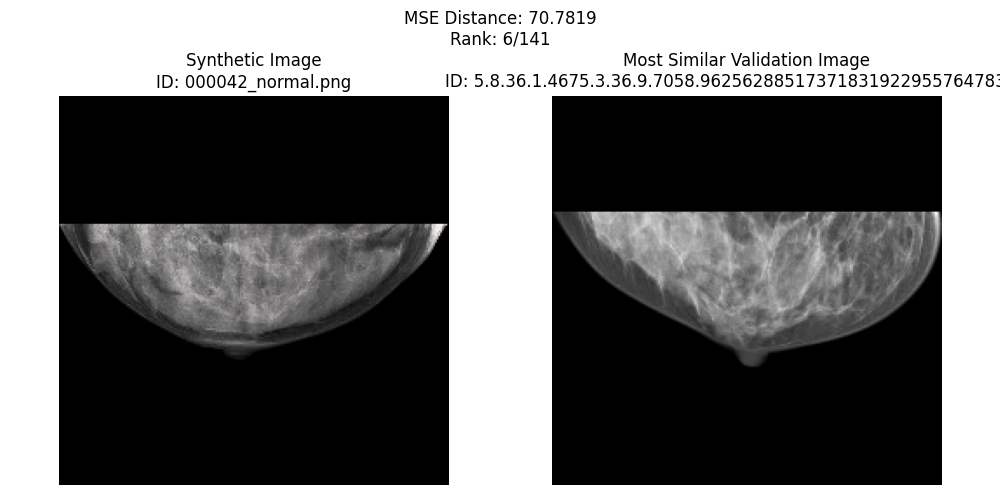 MSE Distance: 70.7819
Rank: 6/141
Synthetic Image
ID: 000042_normal.png
Most Similar Validation Image
ID: 5.8.36.1.4675.3.36.9.7058.96256288517371831922955764783